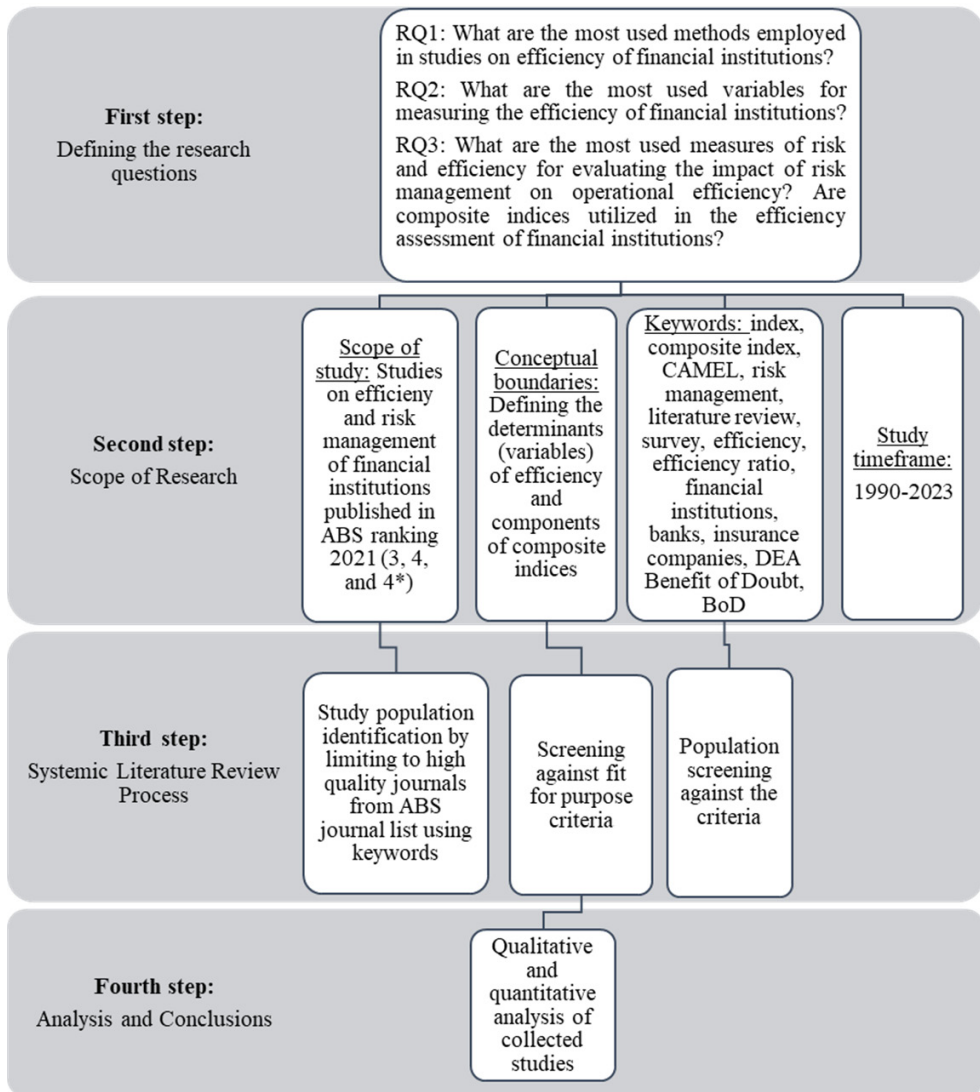 First step:
Defining the research
questions
RQ1: What are the most used methods employed
in studies on efficiency of financial institutions?
RQ2: What are the most used variables for
measuring the efficiency of financial institutions?
RQ3: What are the most used measures of risk
and efficiency for evaluating the impact of risk
management on operational efficiency? Are
composite indices utilized in the efficiency
assessment of financial institutions?
Second step:
Scope of Research
Scope of
study: Studies
on efficieny
and risk
management
of financial
institutions
published in
ABS ranking
2021 (3, 4,
and 4*)
Conceptual
boundaries:
Defining the
determinants
(variables)
of efficiency
and
components
of composite
indices
Keywords: index,
composite index,
CAMEL, risk
management,
literature review,
survey, efficiency,
efficiency ratio,
financial
institutions,
banks, insurance
companies, DEA
Benefit of Doubt,
BoD
Study
timeframe:
1990-2023
Third step:
Systemic Literature Review
Process
Study population
identification by
limiting to high
quality journals
from ABS
journal list using
keywords
Screening
against fit
for purpose
criteria
Population
screening
against the
criteria
Fourth step:
Analysis and Conclusions
Qualitative
and
quantitative
analysis of
collected
studies